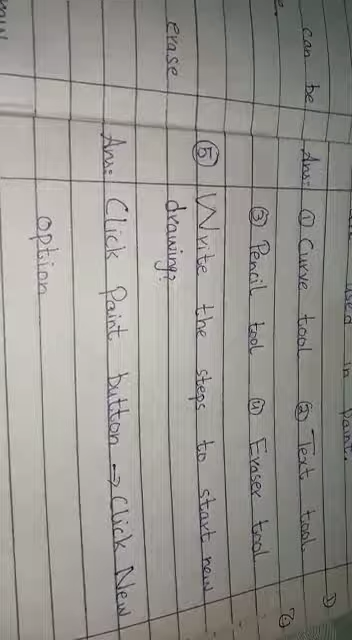 used in Paint.
can be
Ans: ① Curve tool ② Text tool
③ Pencil tool ④ Eraser tool
⑤ Write the steps to start new
erase
drawing?
Ans: Click Paint button → Click New
option